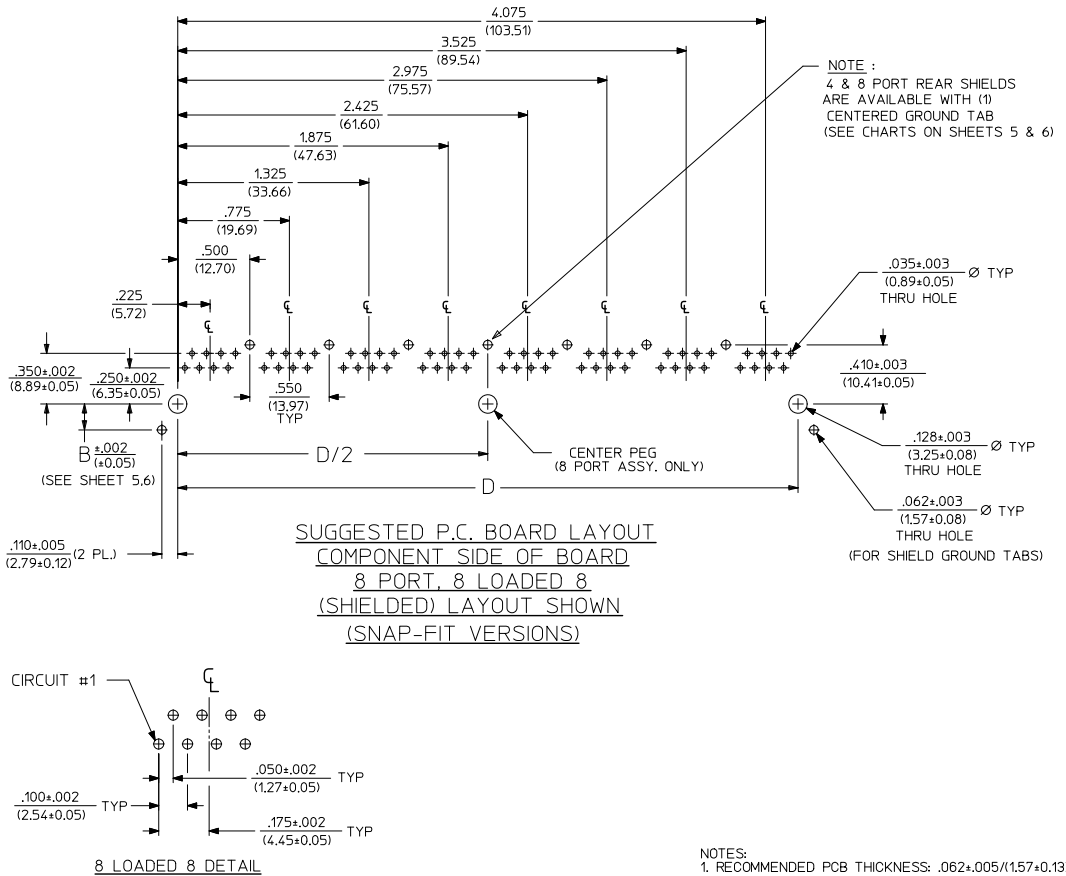 4.075
(103.51)
3.525
(89.54)
2.975
(75.57)
2.425
(61.60)
1.875
(47.63)
1.325
(33.66)
.775
(19.69)
.500
(12.70)
.225
(5.72)
NOTE :
4 & 8 PORT REAR SHIELDS
ARE AVAILABLE WITH (1)
CENTERED GROUND TAB
(SEE CHARTS ON SHEETS 5 & 6)
.035±.003
(0.89±0.05)
Ø TYP
THRU HOLE
℄
℄
℄
℄
℄
℄
℄
℄
.350±.002
(8.89±0.05)
.250±.002
(6.35±0.05)
.410±.003
(10.41±0.05)
.550
(13.97)
TYP
B ±.002
(±0.05)
(SEE SHEET 5,6)
D/2
CENTER PEG
(8 PORT ASSY. ONLY)
D
.128±.003
(3.25±0.08)
Ø TYP
THRU HOLE
.062±.003
(1.57±0.08)
Ø TYP
THRU HOLE
(FOR SHIELD GROUND TABS)
.110±.005
(2.79±0.12)
(2 PL.)
SUGGESTED P.C. BOARD LAYOUT
COMPONENT SIDE OF BOARD
8 PORT, 8 LOADED 8
(SHIELDED) LAYOUT SHOWN
(SNAP-FIT VERSIONS)
CIRCUIT #1
℄
.050±.002
(1.27±0.05)
TYP
.100±.002
(2.54±0.05)
TYP
.175±.002
(4.45±0.05)
TYP
8 LOADED 8 DETAIL
NOTES:
1. RECOMMENDED PCB THICKNESS: .062±.005/(1.57±0.13